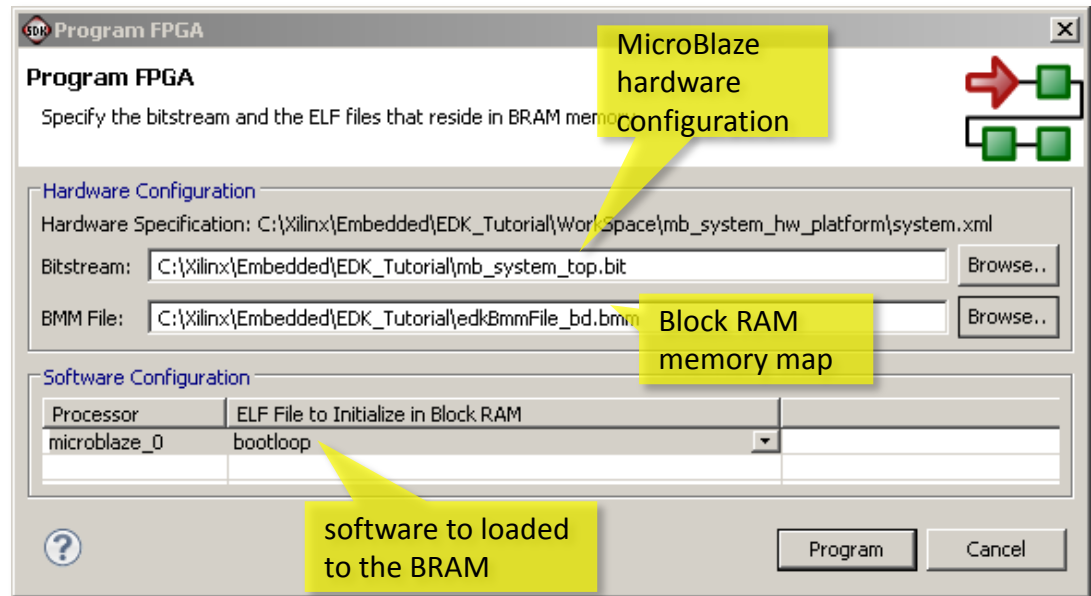 SDK Program FPGA
MicroBlaze
hardware
configuration
Program FPGA
Specify the bitstream and the ELF files that reside in BRAM
Hardware Configuration
Hardware Specification: C:\Xilinx\Embedded\EDK_Tutorial\WorkSpace\mb_system_hw_platform\system.xml
Bitstream: C:\Xilinx\Embedded\EDK_Tutorial\mb_system_top.bit Browse..
BMM File: C:\Xilinx\Embedded\EDK_Tutorial\edkBmmFile_bd.bmm Browse..
Block RAM
memory map
Software Configuration
Processor ELF File to Initialize in Block RAM
microblaze_0 bootloop
software to loaded
to the BRAM
? Program Cancel